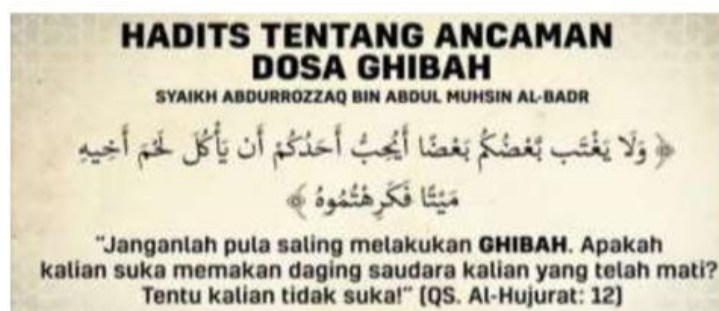 HADITS TENTANG ANCAMAN
DOSA GHIBAH
SYAIKH ABDURROZZAQ BIN ABDUL MUHSIN AL-BADR
﴿ وَلَا يَغْتَب بَّعْضُكُم بَعْضًا أَيُحِبُّ أَحَدُكُمْ أَن يَأْكُلَ لَحْمَ أَخِيهِ
مَيْتًا فَكَرِهْتُمُوهُ ﴾
"Janganlah pula saling melakukan GHIBAH. Apakah
kalian suka memakan daging saudara kalian yang telah mati?
Tentu kalian tidak suka!" (QS. Al-Hujurat: 12)